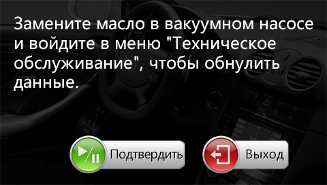 Замените масло в вакуумном насосе
и войдите в меню "Техническое
обслуживание", чтобы обнулить
данные.
Подтвердить Выход